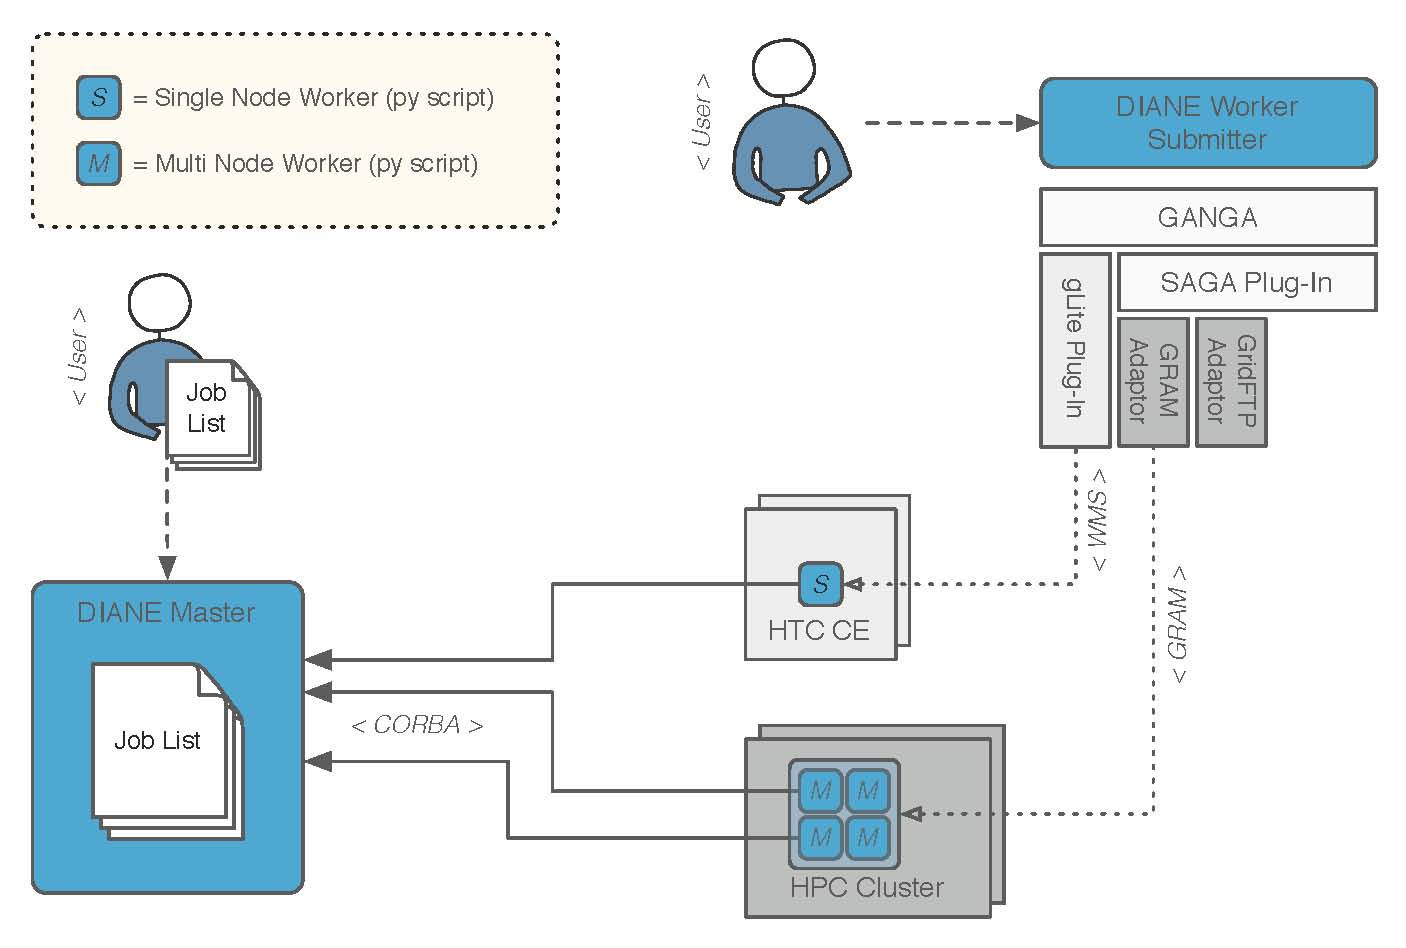 S = Single Node Worker (py script)
M = Multi Node Worker (py script)
< User >
DIANE Worker
Submitter
GANGA
gLite Plug-In
SAGA Plug-In
GRAM
Adaptor
GridFTP
Adaptor
< User >
Job
List
< WMS >
< GRAM >
S
HTC CE
DIANE Master
Job List
< CORBA >
M M
M M
HPC Cluster